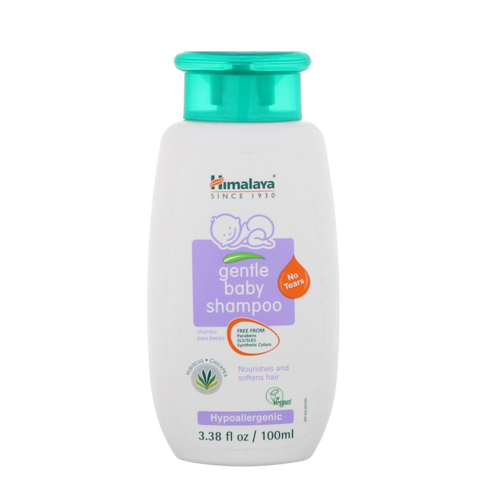 Himalaya
SINCE 1930
gentle
baby
shampoo
No
Tears
shampú
para bebés
FREE FROM
Parabens
SLS/SLES
Synthetic Colors
HIBISCUS • CHICKPEA
Nourishes and
softens hair
Vegan
Hypoallergenic
3.38 fl oz / 100ml